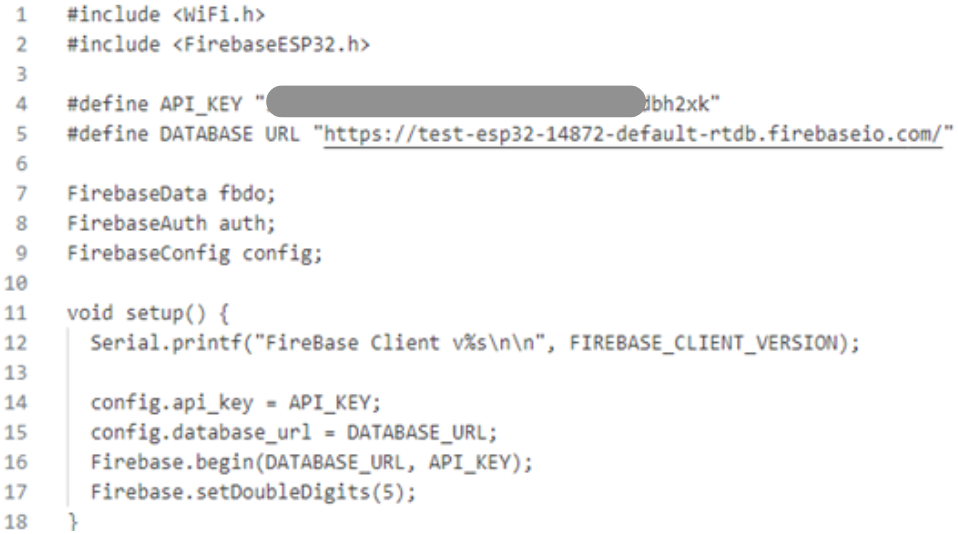 1 #include <WiFi.h>
2 #include <FirebaseESP32.h>
3
4 #define API_KEY " dbh2xk"
5 #define DATABASE URL "https://test-esp32-14872-default-rtdb.firebaseio.com/"
6
7 FirebaseData fbdo;
8 FirebaseAuth auth;
9 FirebaseConfig config;
10
11 void setup() {
12 Serial.printf("FireBase Client v%s\n\n", FIREBASE_CLIENT_VERSION);
13
14 config.api_key = API_KEY;
15 config.database_url = DATABASE_URL;
16 Firebase.begin(DATABASE_URL, API_KEY);
17 Firebase.setDoubleDigits(5);
18 }